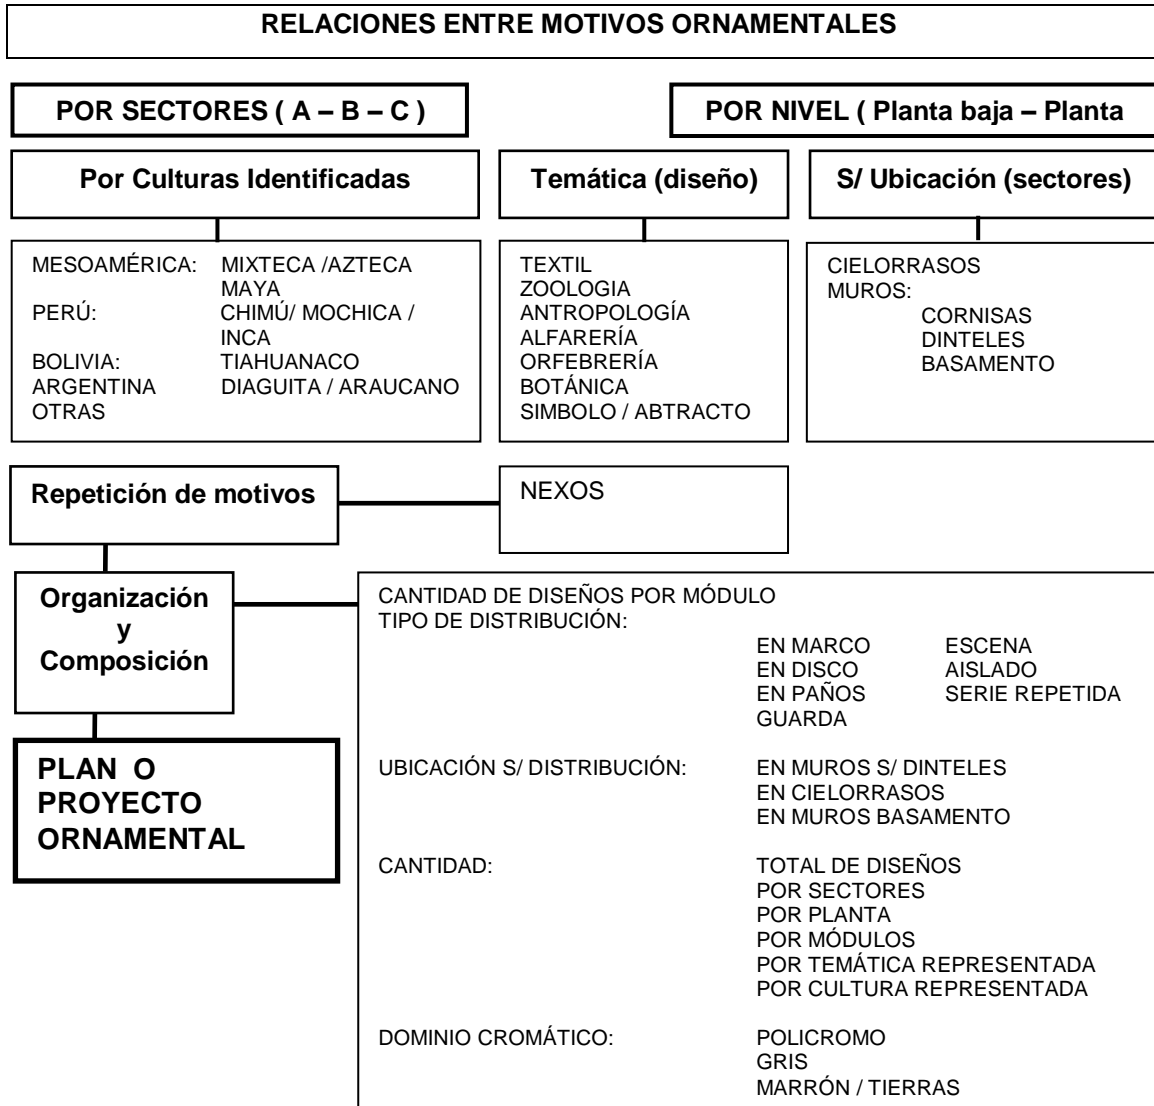 RELACIONES ENTRE MOTIVOS ORNAMENTALES
POR SECTORES ( A – B – C )
POR NIVEL ( Planta baja – Planta
Por Culturas Identificadas
Temática (diseño)
S/ Ubicación (sectores)
MESOAMÉRICA: MIXTECA /AZTECA
MAYA
PERÚ: CHIMÚ/ MOCHICA /
INCA
BOLIVIA: TIAHUANACO
ARGENTINA DIAGUITA / ARAUCANO
OTRAS
TEXTIL
ZOOLOGIA
ANTROPOLOGÍA
ALFARERÍA
ORFEBRERÍA
BOTÁNICA
SIMBOLO / ABTRACTO
CIELORRASOS
MUROS:
CORNISAS
DINTELES
BASAMENTO
Repetición de motivos
NEXOS
Organización
y
Composición
CANTIDAD DE DISEÑOS POR MÓDULO
TIPO DE DISTRIBUCIÓN:
EN MARCO ESCENA
EN DISCO AISLADO
EN PAÑOS SERIE REPETIDA
GUARDA
UBICACIÓN S/ DISTRIBUCIÓN: EN MUROS S/ DINTELES
EN CIELORRASOS
EN MUROS BASAMENTO
CANTIDAD: TOTAL DE DISEÑOS
POR SECTORES
POR PLANTA
POR MÓDULOS
POR TEMÁTICA REPRESENTADA
POR CULTURA REPRESENTADA
DOMINIO CROMÁTICO: POLICROMO
GRIS
MARRÓN / TIERRAS
PLAN O
PROYECTO
ORNAMENTAL